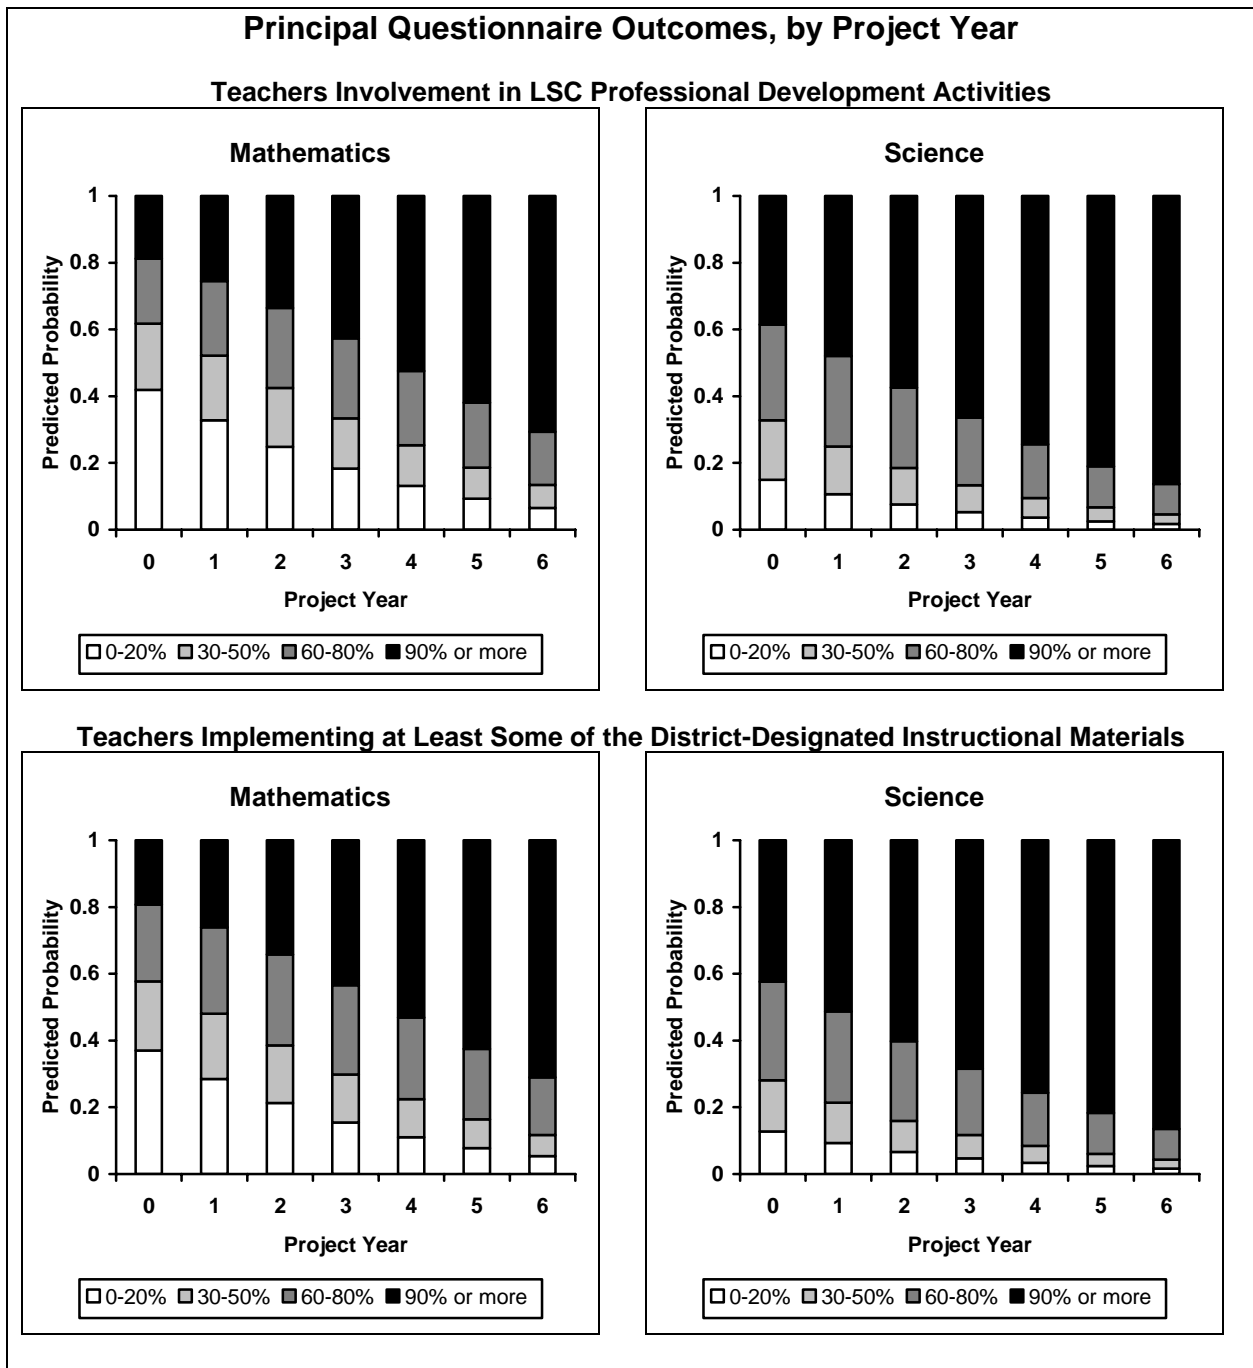 Principal Questionnaire Outcomes, by Project Year
Teachers Involvement in LSC Professional Development Activities
Mathematics
1
0.8
0.6
0.4
0.2
0
Predicted Probability
0 1 2 3 4 5 6
Project Year
0-20% 30-50% 60-80% 90% or more
Science
1
0.8
0.6
0.4
0.2
0
Predicted Probability
0 1 2 3 4 5 6
Project Year
0-20% 30-50% 60-80% 90% or more
Teachers Implementing at Least Some of the District-Designated Instructional Materials
Mathematics
1
0.8
0.6
0.4
0.2
0
Predicted Probability
0 1 2 3 4 5 6
Project Year
0-20% 30-50% 60-80% 90% or more
Science
1
0.8
0.6
0.4
0.2
0
Predicted Probability
0 1 2 3 4 5 6
Project Year
0-20% 30-50% 60-80% 90% or more